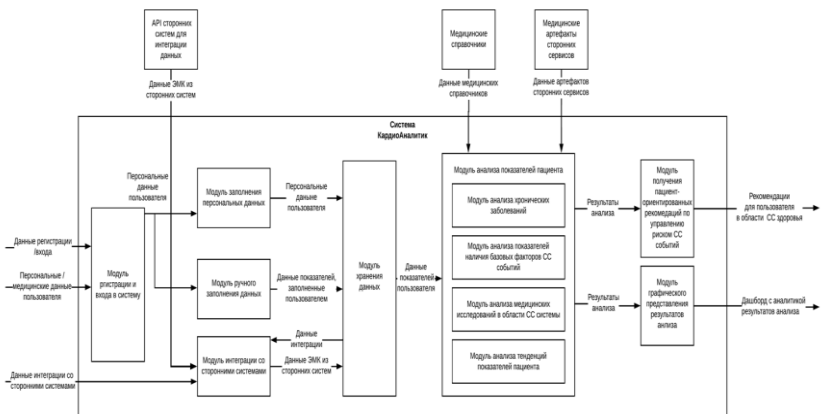 API сторонних
систем для
интеграции
данных
Медицинские
справочники
Медицинские
артефакты
сторонних
сервисов
Данные ЭМК из
сторонних систем
Данные медицинских
справочников
Данные артефактов
сторонних сервисов
Система
КардиоАналитик
Персональные
данные
пользователя
Модуль заполнения
персональных данных
Персональные
даныне
пользователя
Данные регистрации
/входа
Персональные /
медицинские данные
пользователя
Модуль
ргистрации и
входа в систему
Модуль ручного
заполнения данных
Данные показателей,
заполненные
пользователем
Модуль
хранения
данных
Данные
показателей
пользователя
Данные
интеграции
Данные интеграции со
сторонними системами
Модуль интеграции со
сторонними системами
Данные ЭМК из
сторонних систем
Модуль анализа показателей пациента
Модуль анализа хронических
заболеваний
Модуль анализа показателей
наличия базовых факторов СС
событий
Модуль анализа медицинских
исследований в области СС системы
Модуль анализа тенденций
показателей пациента
Результаты
анализа
Модуль
получения
пациент-
ориентированных
рекомедаций по
управлению
риском СС
событий
Рекомендации
для пользователя
в области СС здоровья
Результаты
анализа
Модуль
графического
представления
результатов
анлиза
Дашборд с аналитикой
результатов анализа